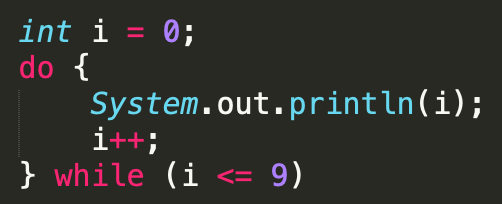 int i = 0;
do {
    System.out.println(i);
    i++;
} while (i <= 9)